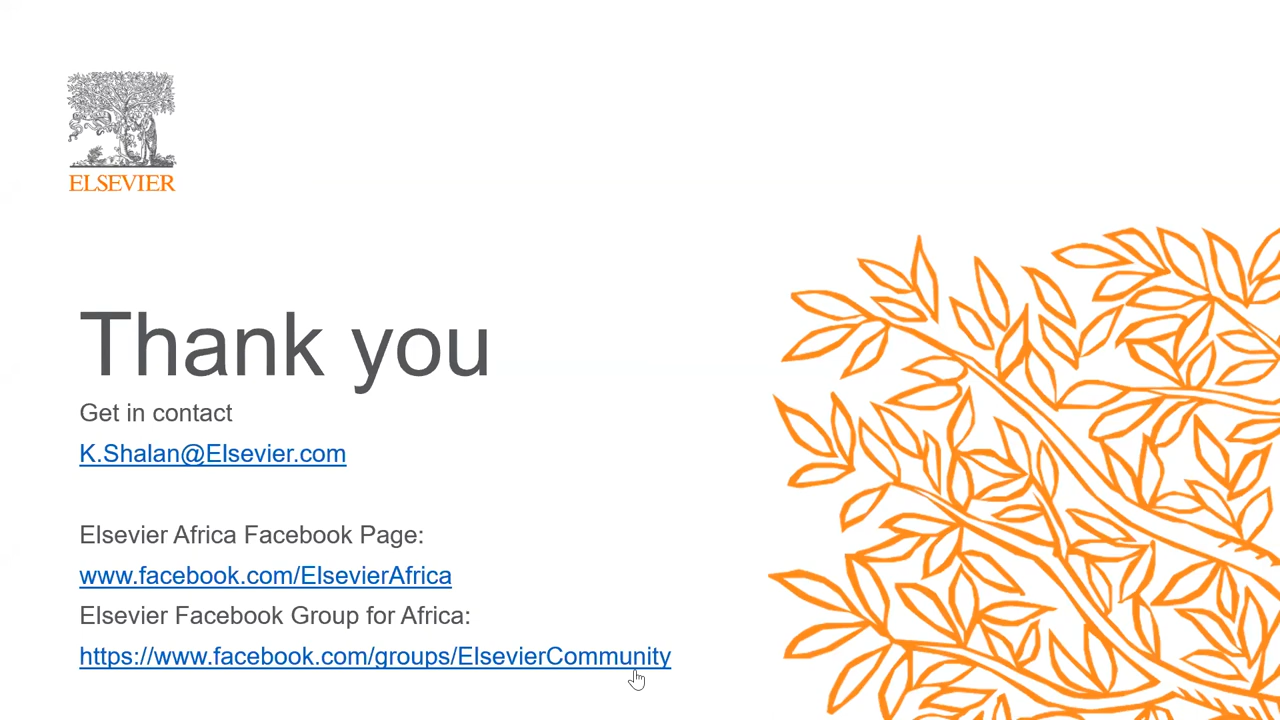 ELSEVIER
Thank you
Get in contact
K.Shalan@Elsevier.com
Elsevier Africa Facebook Page:
www.facebook.com/ElsevierAfrica
Elsevier Facebook Group for Africa:
https://www.facebook.com/groups/ElsevierCommunity